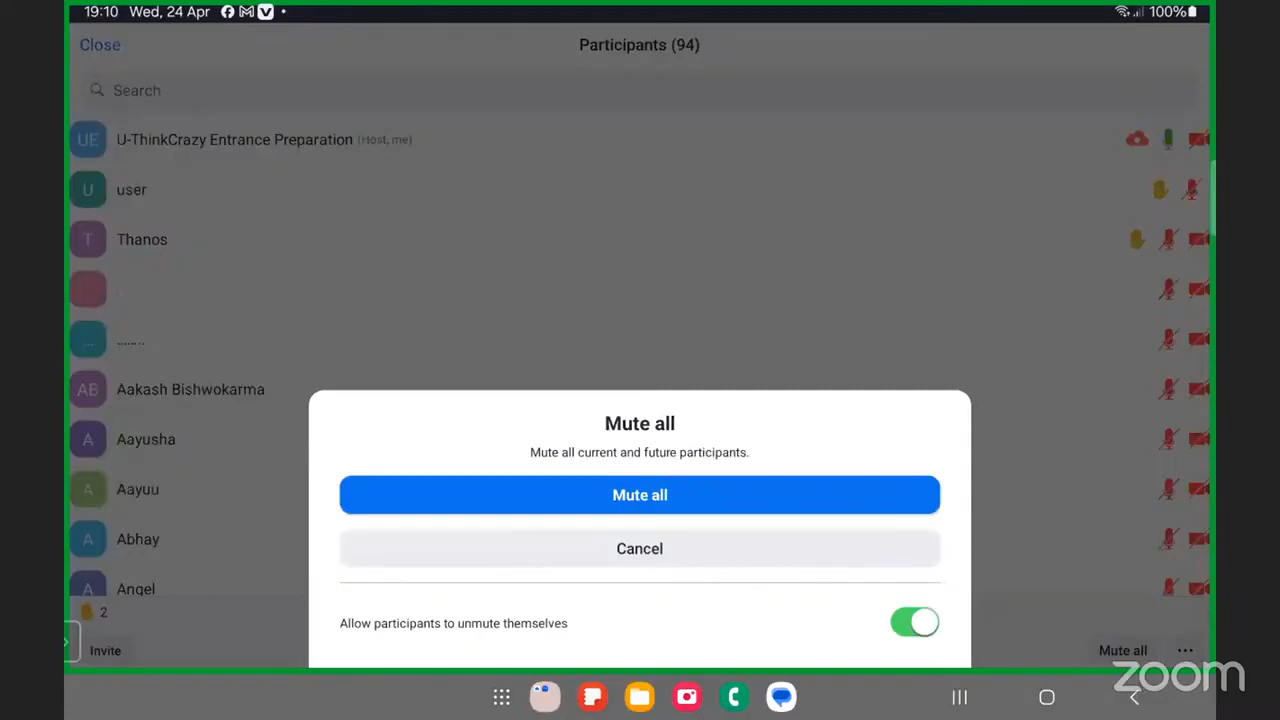 19:10 Wed, 24 Apr 100%
Close
Participants (94)
Search
UE U-ThinkCrazy Entrance Preparation (Host, me)
U user
T Thanos
.
... ........
AB Aakash Bishwokarma
A Aayusha
A Aayuu
A Abhay
A Angel
Mute all
Mute all current and future participants.
Mute all
Cancel
Allow participants to unmute themselves
2
Invite
Mute all
zoom